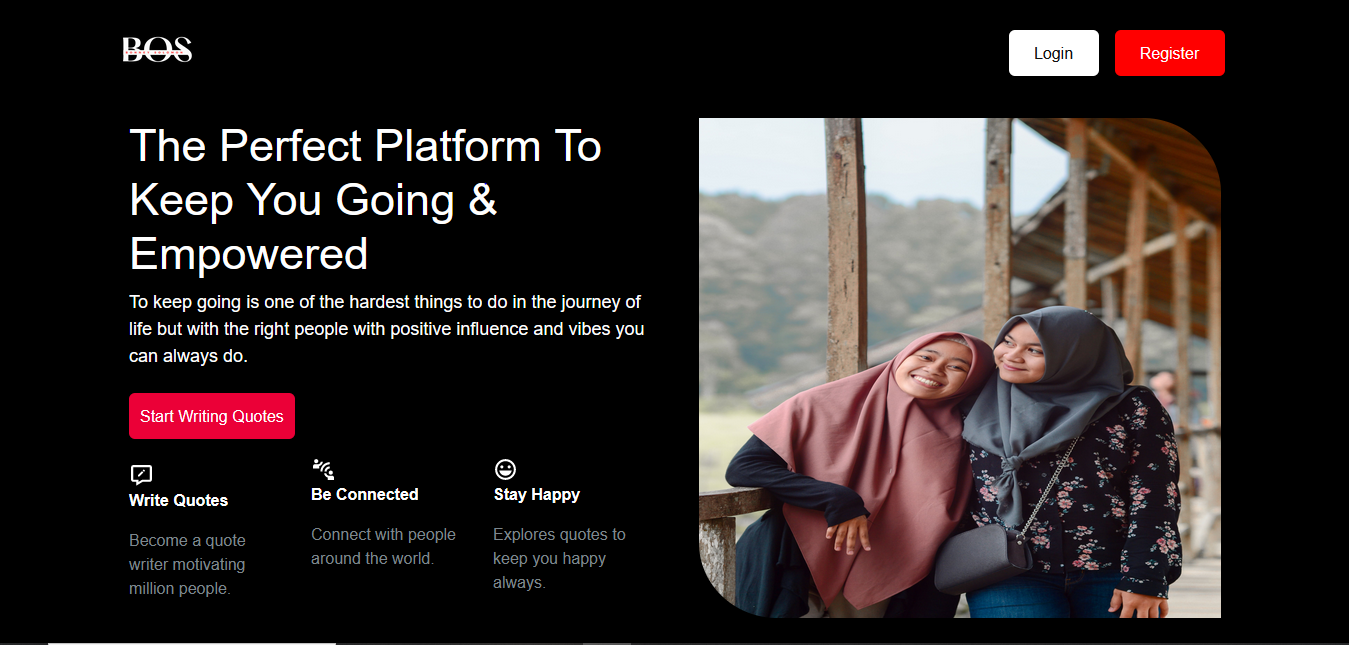 BOS
Login
Register
The Perfect Platform To
Keep You Going &
Empowered
To keep going is one of the hardest things to do in the journey of
life but with the right people with positive influence and vibes you
can always do.
Start Writing Quotes
Write Quotes
Become a quote
writer motivating
million people.
Be Connected
Connect with people
around the world.
Stay Happy
Explores quotes to
keep you happy
always.